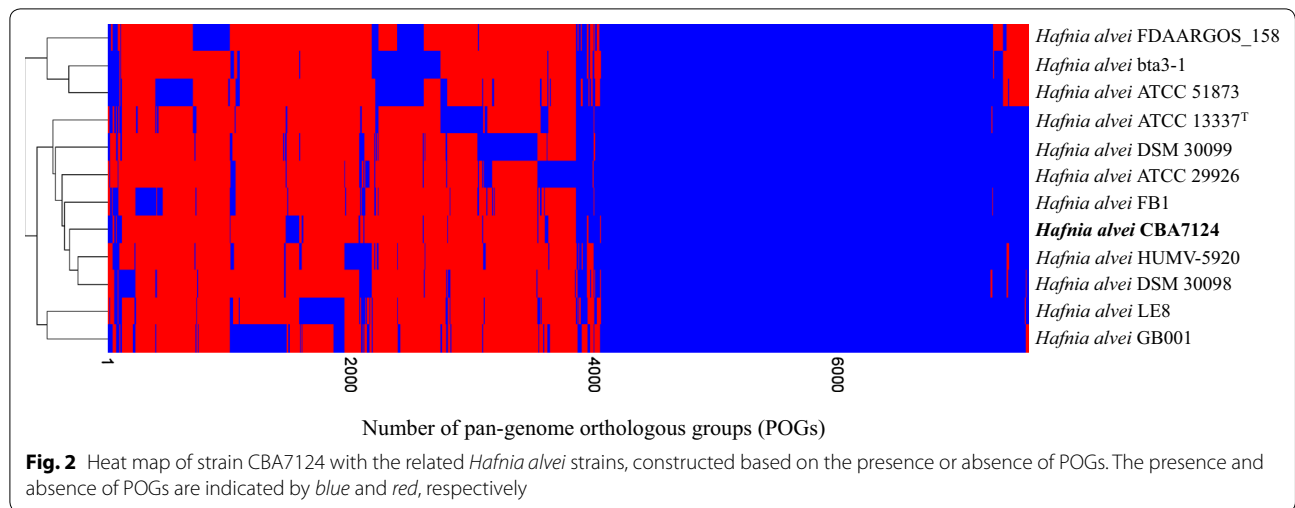 Hafnia alvei FDAARGOS_158
Hafnia alvei bta3-1
Hafnia alvei ATCC 51873
Hafnia alvei ATCC 13337ᵀ
Hafnia alvei DSM 30099
Hafnia alvei ATCC 29926
Hafnia alvei FB1
Hafnia alvei CBA7124
Hafnia alvei HUMV-5920
Hafnia alvei DSM 30098
Hafnia alvei LE8
Hafnia alvei GB001
1
2000
4000
6000
Number of pan-genome orthologous groups (POGs)
Fig. 2 Heat map of strain CBA7124 with the related Hafnia alvei strains, constructed based on the presence or absence of POGs. The presence and
absence of POGs are indicated by blue and red, respectively